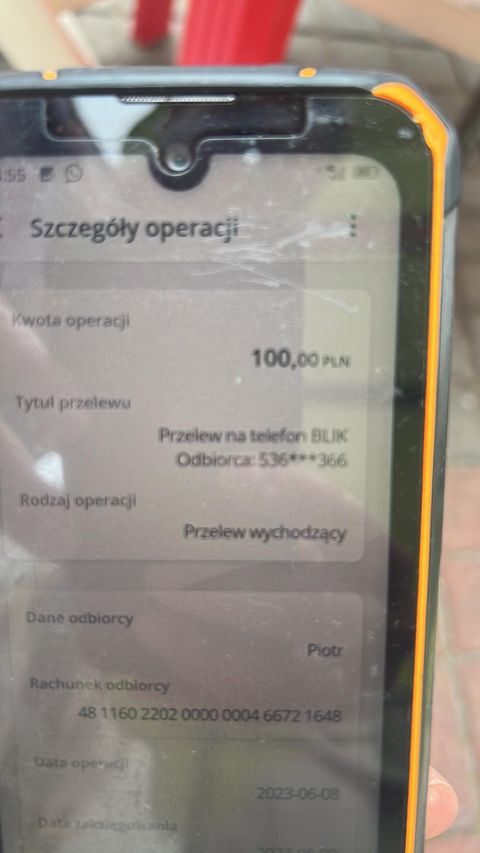 :55
Szczegóły operacji
Kwota operacji
100,00 PLN
Tytuł przelewu
Przelew na telefon BLIK
Odbiorca: 536***366
Rodzaj operacji
Przelew wychodzący
Dane odbiorcy
Piotr
Rachunek odbiorcy
48 1160 2202 0000 0004 6672 1648
Data operacji
2023-06-08
Data zaksięgowania